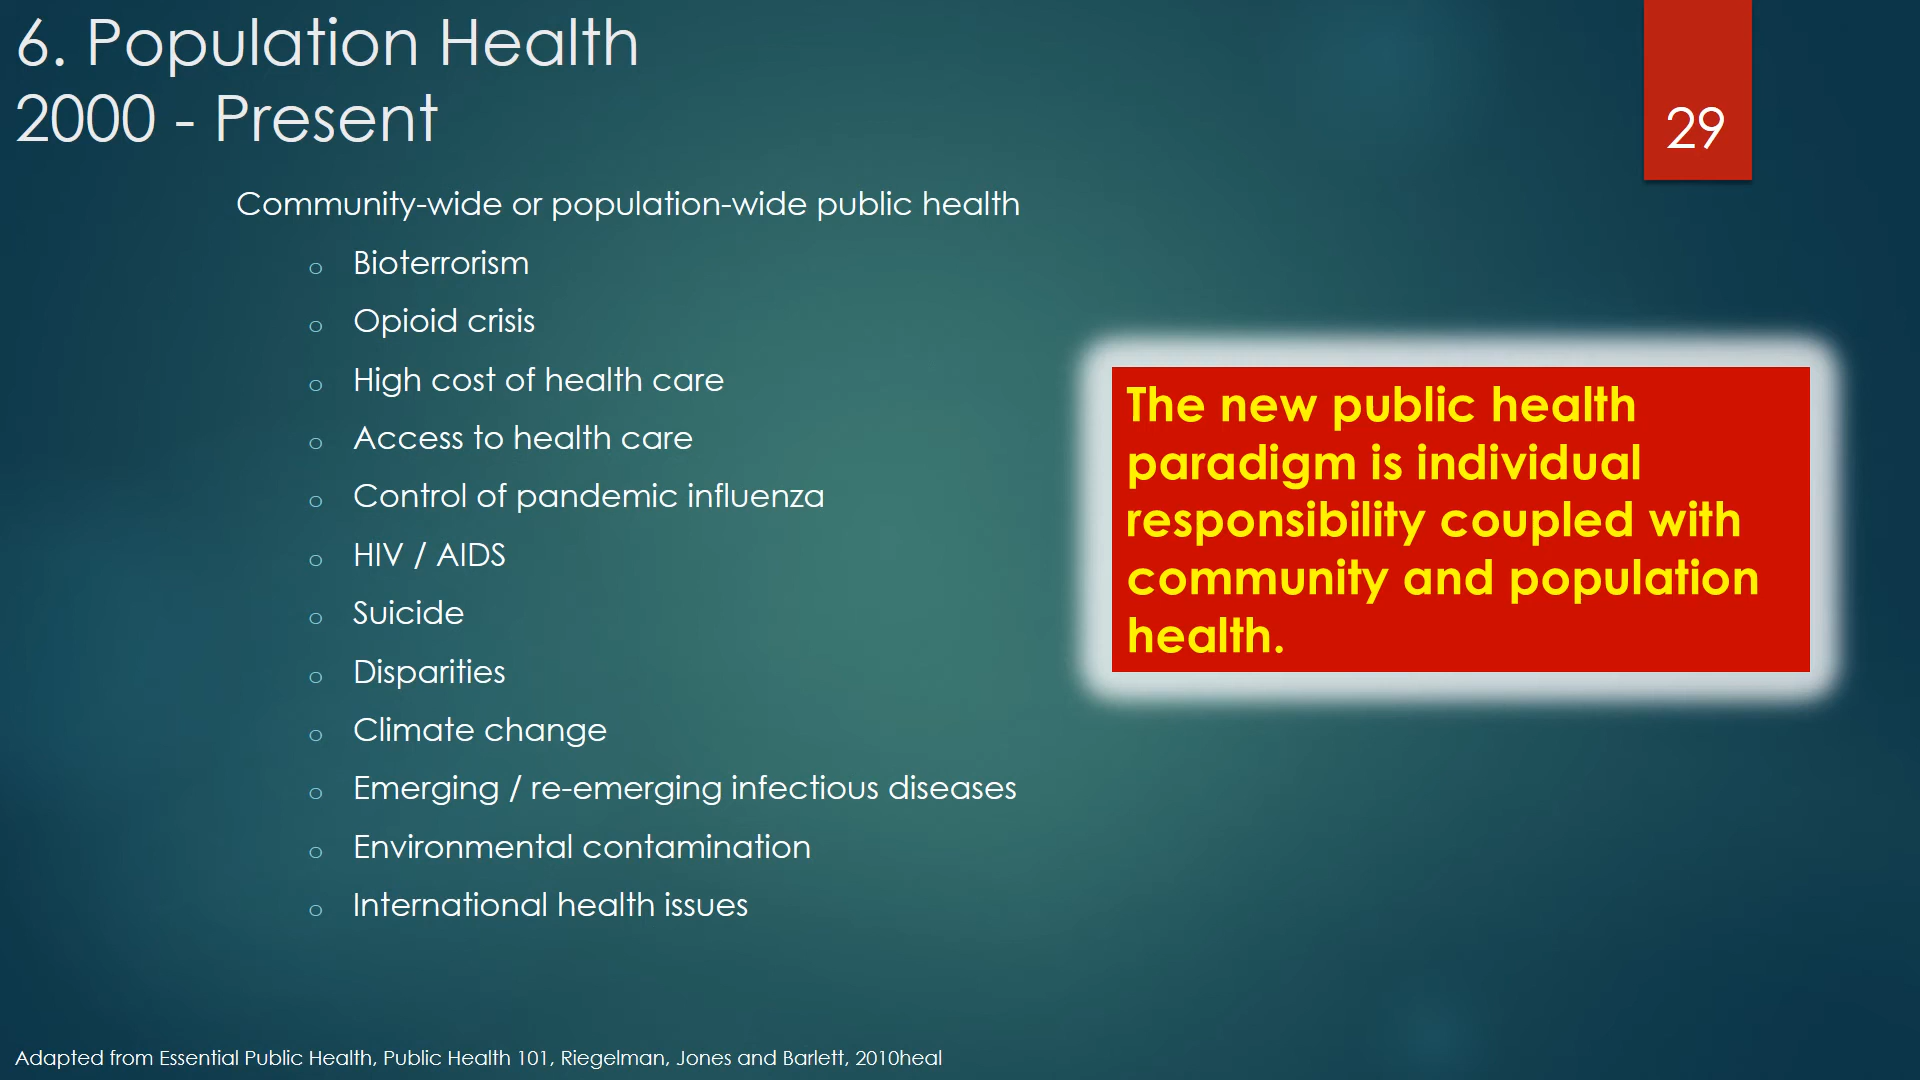 6. Population Health
2000 - Present
29
Community-wide or population-wide public health
o Bioterrorism
o Opioid crisis
o High cost of health care
o Access to health care
o Control of pandemic influenza
o HIV / AIDS
o Suicide
o Disparities
o Climate change
o Emerging / re-emerging infectious diseases
o Environmental contamination
o International health issues
The new public health
paradigm is individual
responsibility coupled with
community and population
health.
Adapted from Essential Public Health, Public Health 101, Riegelman, Jones and Barlett, 2010heal